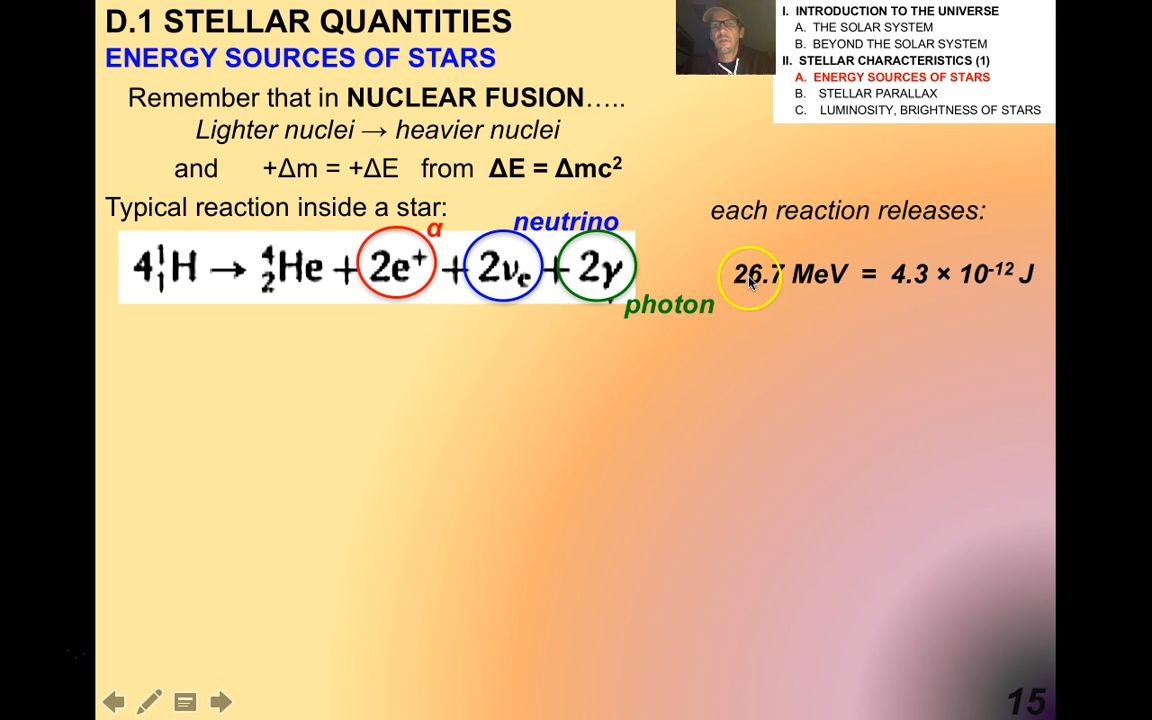 D.1 STELLAR QUANTITIES
ENERGY SOURCES OF STARS
I. INTRODUCTION TO THE UNIVERSE
A. THE SOLAR SYSTEM
B. BEYOND THE SOLAR SYSTEM
II. STELLAR CHARACTERISTICS (1)
A. ENERGY SOURCES OF STARS
B. STELLAR PARALLAX
C. LUMINOSITY, BRIGHTNESS OF STARS
Remember that in NUCLEAR FUSION…..
Lighter nuclei → heavier nuclei
and +Δm = +ΔE from ΔE = Δmc²
Typical reaction inside a star:
α
neutrino
4¹₁H → ⁴₂He + 2e⁺ + 2νₑ + 2γ
photon
each reaction releases:
26.7 MeV = 4.3 × 10⁻¹² J
15